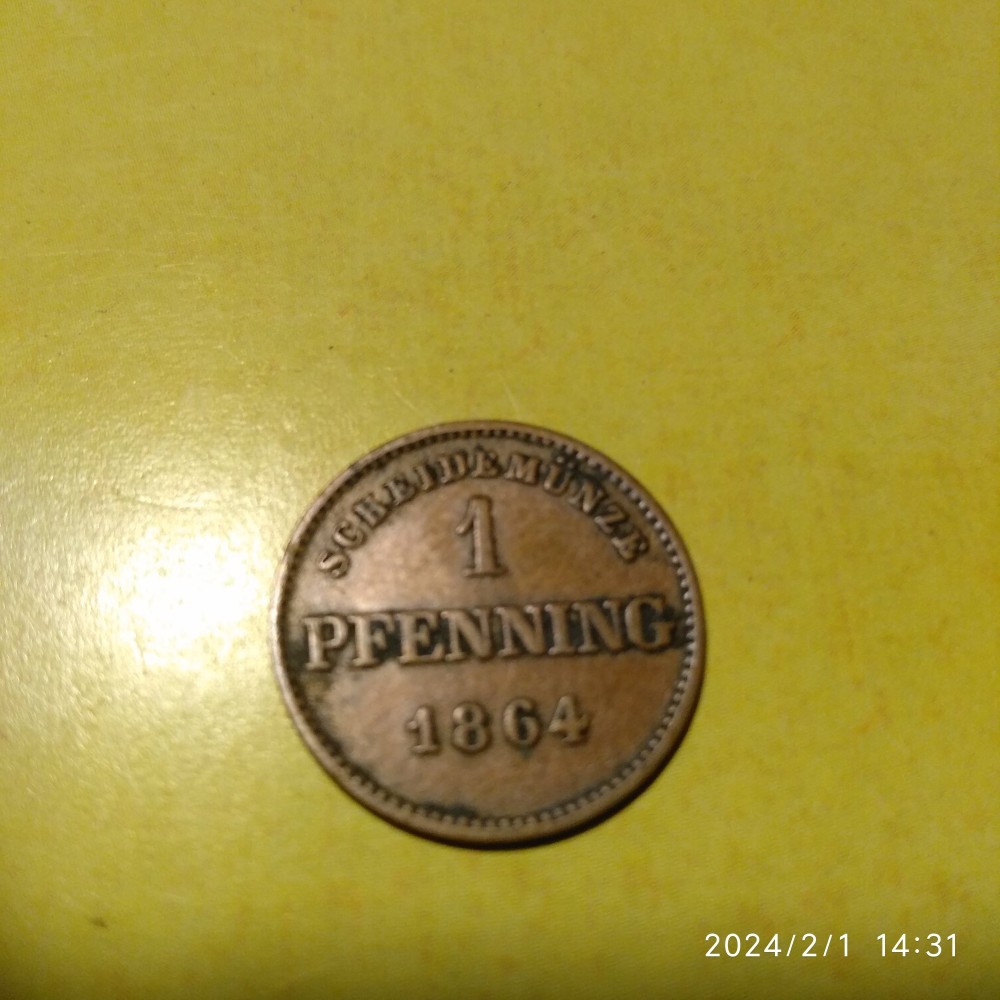 SCHEIDEMÜNZE
1
PFENNING
1864
2024/2/1 14:31